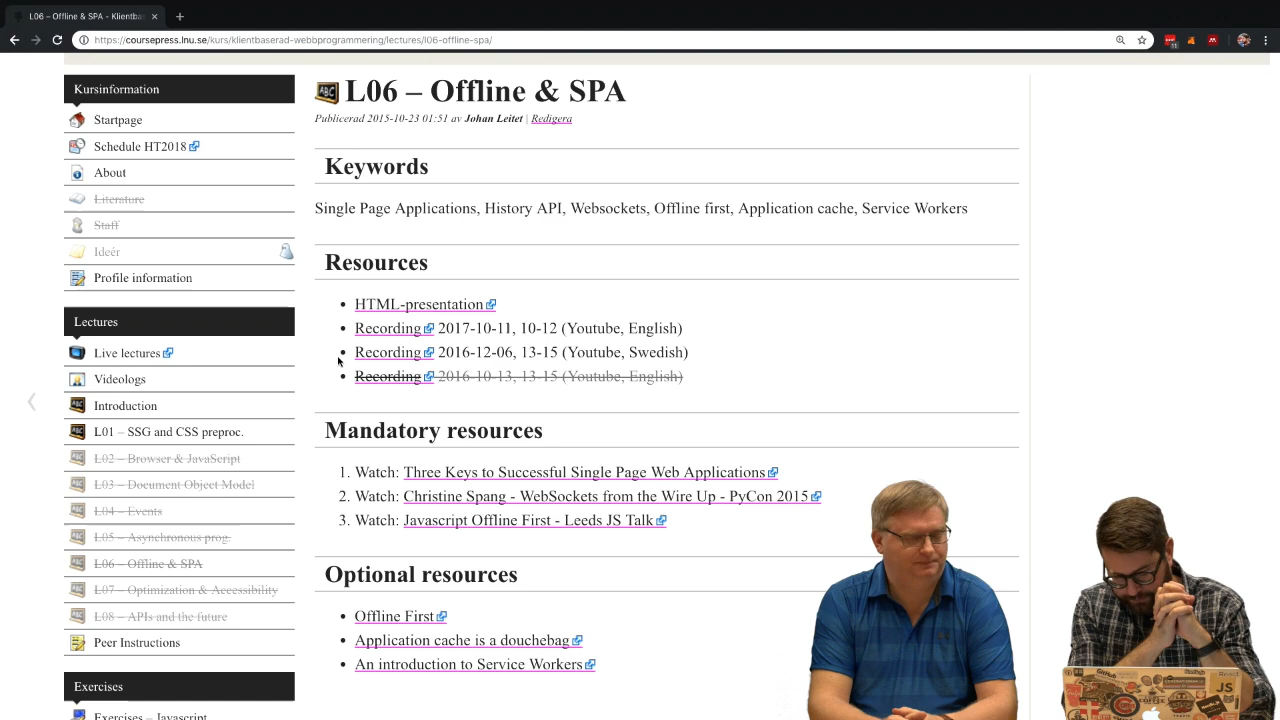 L06 – Offline & SPA - Klientba
https://coursepress.lnu.se/kurs/klientbaserad-webbprogrammering/lectures/l06-offline-spa/
Kursinformation
Startpage
Schedule HT2018
About
Literature
Staff
Ideér
Profile information
Lectures
Live lectures
Videologs
Introduction
L01 – SSG and CSS preproc.
L02 – Browser & JavaScript
L03 – Document Object Model
L04 – Events
L05 – Asynchronous prog.
L06 – Offline & SPA
L07 – Optimization & Accessibility
L08 – APIs and the future
Peer Instructions
Exercises
Exercises – Javascript
ABC L06 – Offline & SPA
Publicerad 2015-10-23 01:51 av Johan Leitet | Redigera
Keywords
Single Page Applications, History API, Websockets, Offline first, Application cache, Service Workers
Resources
• HTML-presentation
• Recording 2017-10-11, 10-12 (Youtube, English)
• Recording 2016-12-06, 13-15 (Youtube, Swedish)
• Recording 2016-10-13, 13-15 (Youtube, English)
Mandatory resources
1. Watch: Three Keys to Successful Single Page Web Applications
2. Watch: Christine Spang - WebSockets from the Wire Up - PyCon 2015
3. Watch: Javascript Offline First - Leeds JS Talk
Optional resources
• Offline First
• Application cache is a douchebag
• An introduction to Service Workers
GitHub
React
JS